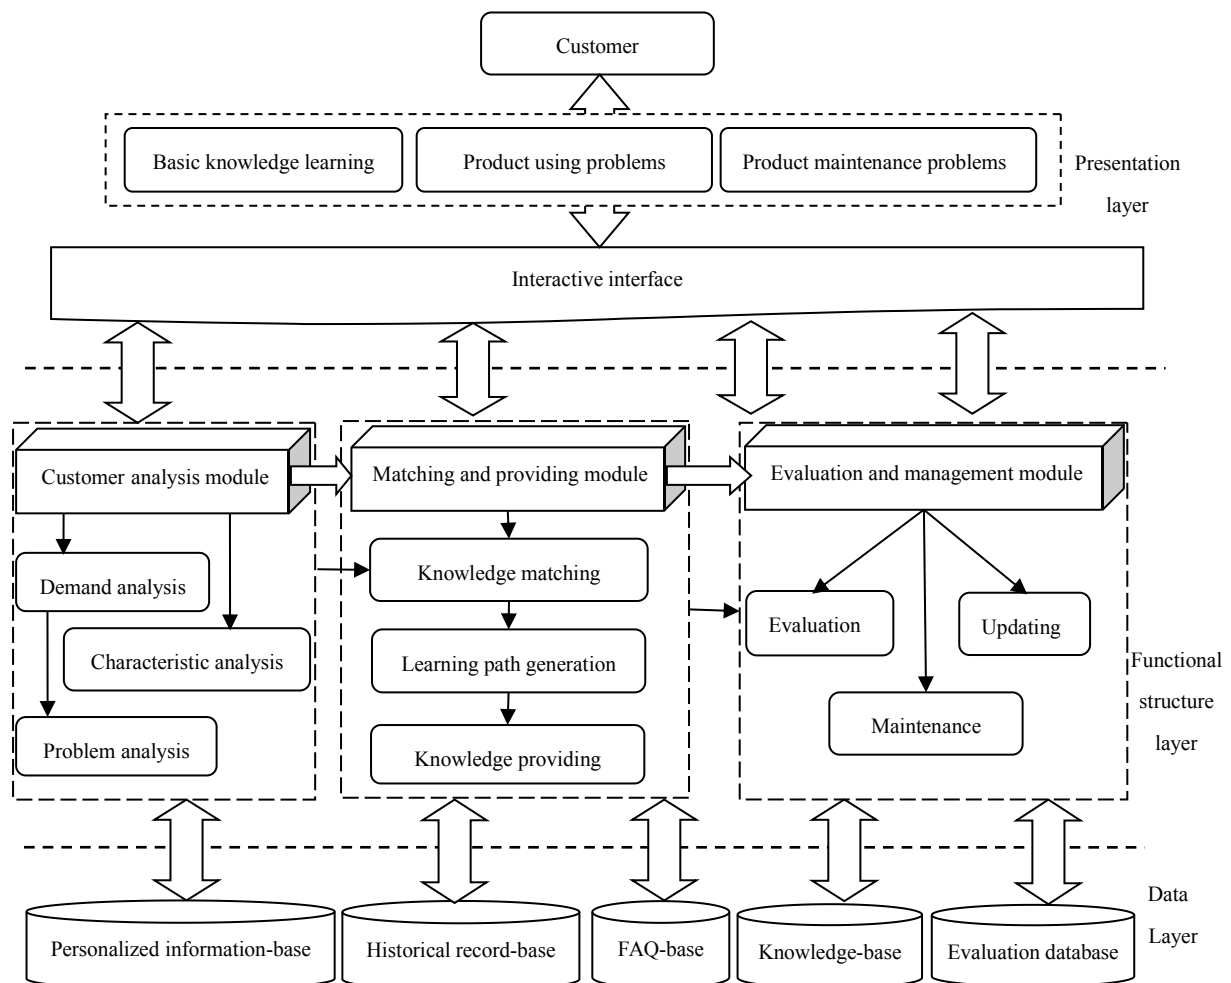 Customer
Basic knowledge learning
Product using problems
Product maintenance problems
Presentation
layer
Interactive interface
Customer analysis module
Matching and providing module
Evaluation and management module
Demand analysis
Characteristic analysis
Problem analysis
Knowledge matching
Learning path generation
Knowledge providing
Evaluation
Updating
Maintenance
Functional
structure
layer
Personalized information-base
Historical record-base
FAQ-base
Knowledge-base
Evaluation database
Data
Layer